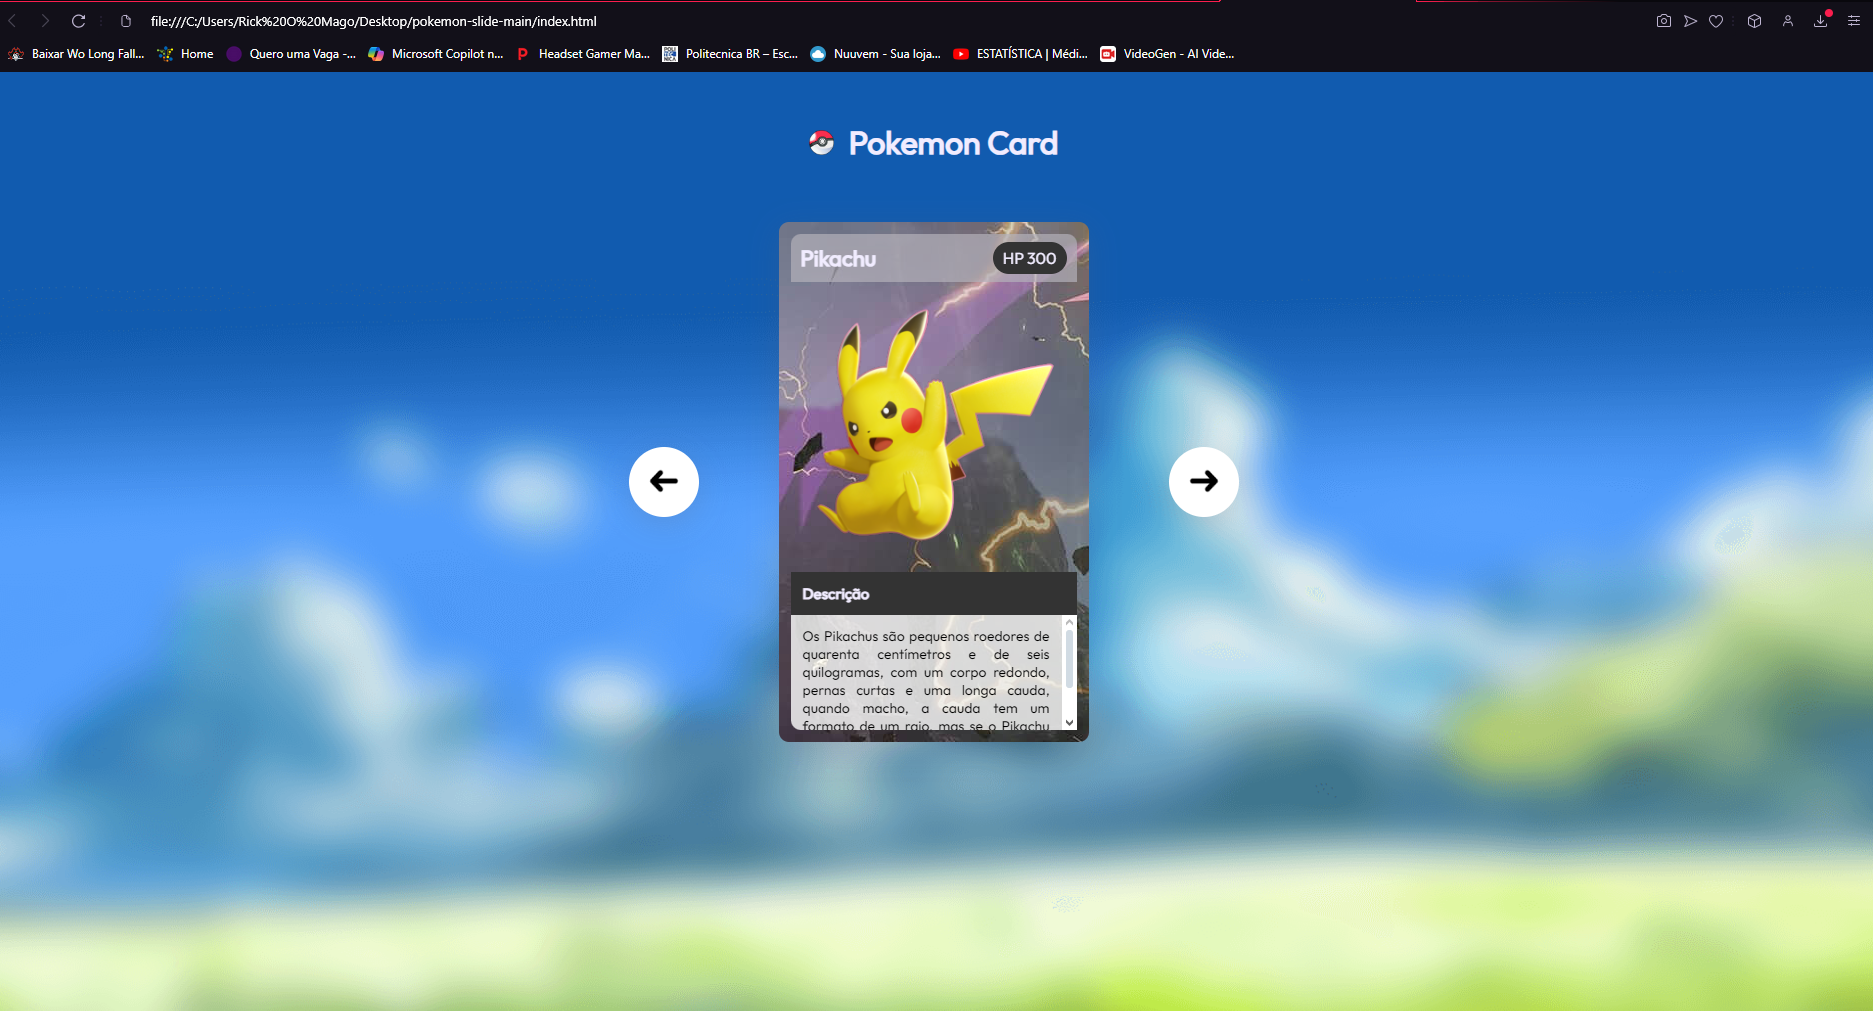 file:///C:/Users/Rick%20O%20Mago/Desktop/pokemon-slide-main/index.html
Baixar Wo Long Fall... Home Quero uma Vaga -... Microsoft Copilot n... P Headset Gamer Ma... POLI TEC NICA Politecnica BR – Esc... Nuuvem - Sua loja... ESTATÍSTICA | Médi... VideoGen - AI Vide...
Pokemon Card
Pikachu HP 300
Descrição
Os Pikachus são pequenos roedores de
quarenta centímetros e de seis
quilogramas, com um corpo redondo,
pernas curtas e uma longa cauda,
quando macho, a cauda tem um
formato de um raio, mas se o Pikachu